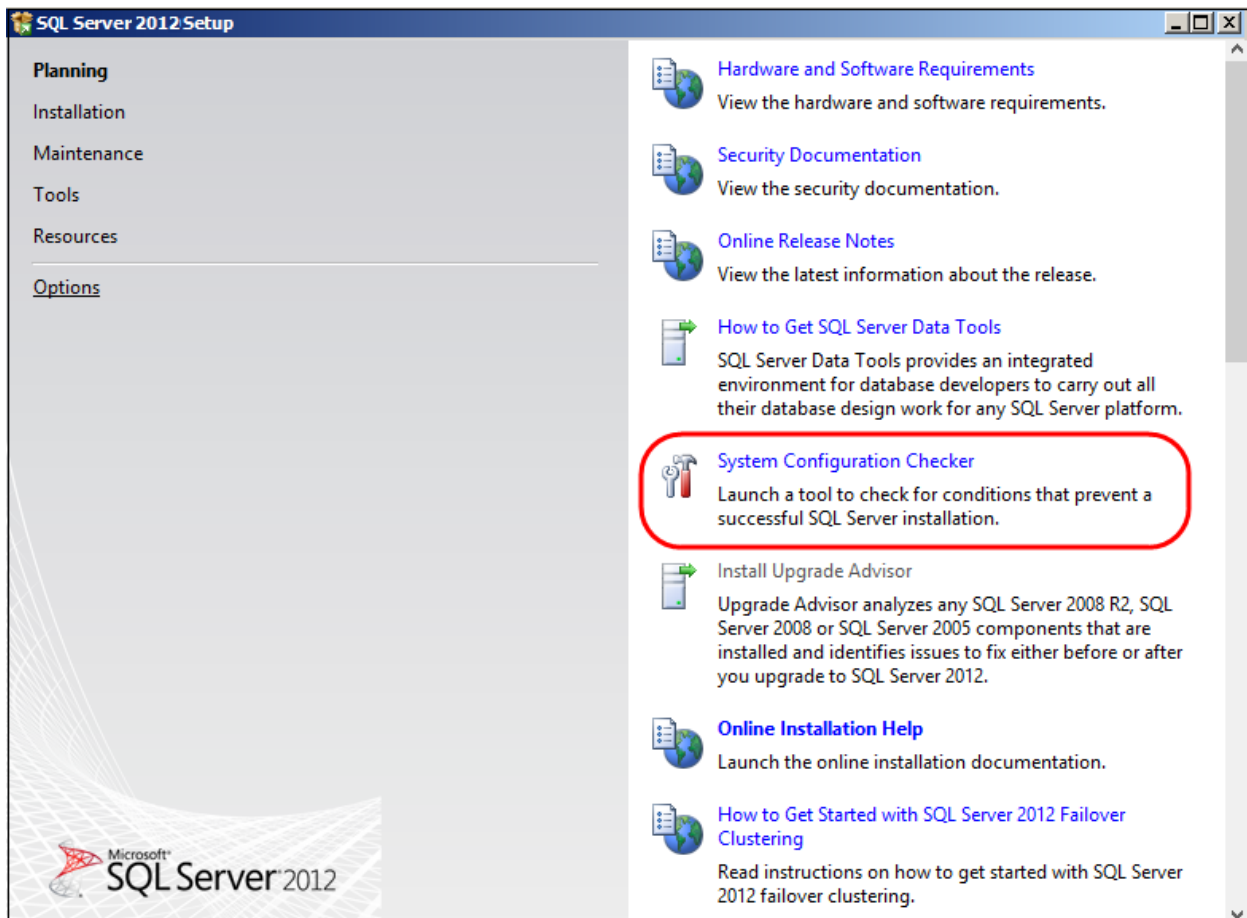 SQL Server 2012 Setup
Planning
Installation
Maintenance
Tools
Resources
Options
Hardware and Software Requirements
View the hardware and software requirements.
Security Documentation
View the security documentation.
Online Release Notes
View the latest information about the release.
How to Get SQL Server Data Tools
SQL Server Data Tools provides an integrated
environment for database developers to carry out all
their database design work for any SQL Server platform.
System Configuration Checker
Launch a tool to check for conditions that prevent a
successful SQL Server installation.
Install Upgrade Advisor
Upgrade Advisor analyzes any SQL Server 2008 R2, SQL
Server 2008 or SQL Server 2005 components that are
installed and identifies issues to fix either before or after
you upgrade to SQL Server 2012.
Online Installation Help
Launch the online installation documentation.
How to Get Started with SQL Server 2012 Failover
Clustering
Read instructions on how to get started with SQL Server
2012 failover clustering.
Microsoft®
SQL Server 2012